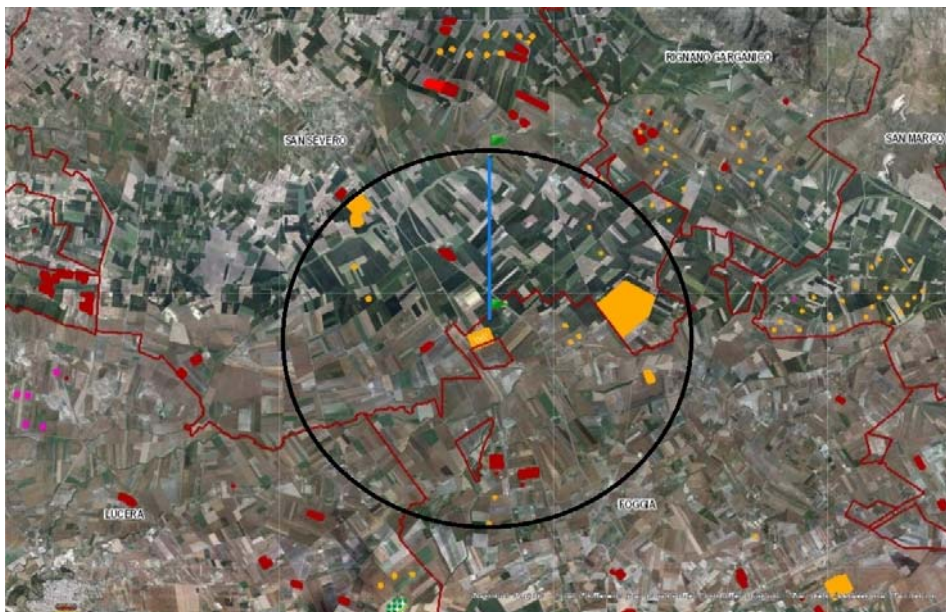 RIGNANO GARGANICO
SAN SEVERO
SAN MARCO
LUCERA
FOGGIA